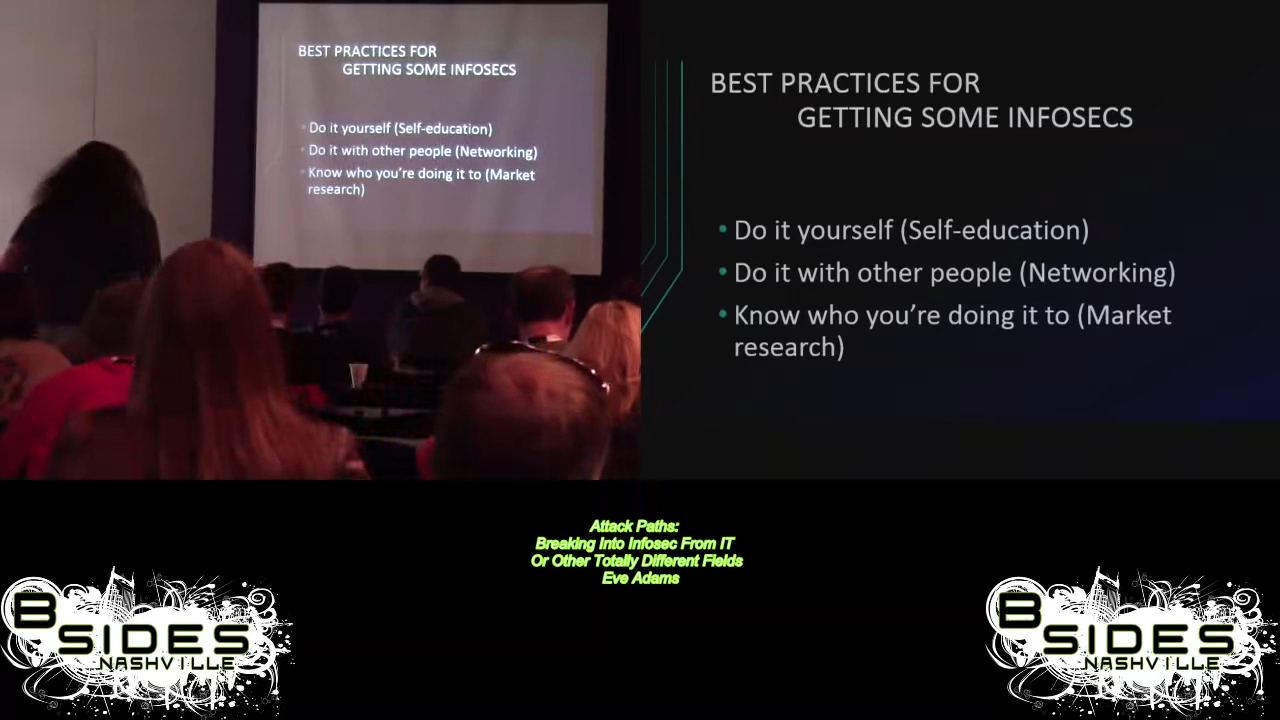 BEST PRACTICES FOR
GETTING SOME INFOSECS
Do it yourself (Self-education)
Do it with other people (Networking)
Know who you're doing it to (Market
research)
BEST PRACTICES FOR
GETTING SOME INFOSECS
• Do it yourself (Self-education)
• Do it with other people (Networking)
• Know who you're doing it to (Market
research)
Attack Paths:
Breaking Into Infosec From IT
Or Other Totally Different Fields
Eve Adams
B
SIDES
NASHVILLE
B
SIDES
NASHVILLE